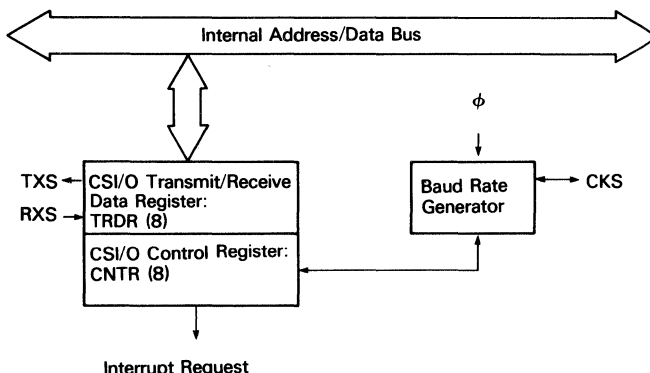 Internal Address/Data Bus
ϕ
TXS
CSI/O Transmit/Receive
Data Register:
TRDR (8)
RXS
Baud Rate
Generator
CKS
CSI/O Control Register:
CNTR (8)
Interrupt Request